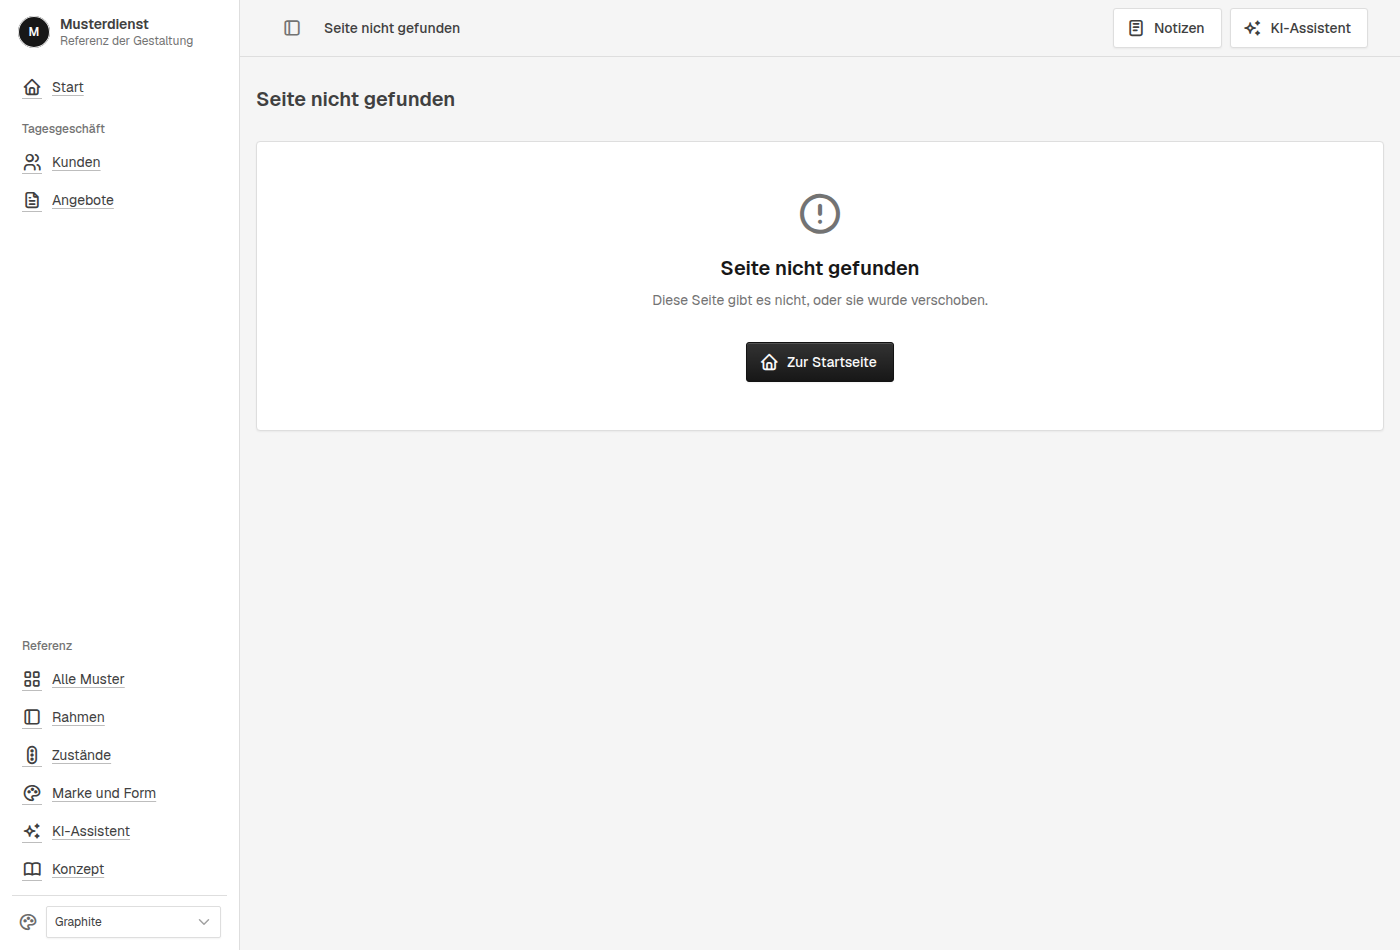 M
Musterdienst
Referenz der Gestaltung
Start
Tagesgeschäft
Kunden
Angebote
Referenz
Alle Muster
Rahmen
Zustände
Marke und Form
KI-Assistent
Konzept
Graphite
Seite nicht gefunden
Notizen
KI-Assistent
Seite nicht gefunden
Seite nicht gefunden
Diese Seite gibt es nicht, oder sie wurde verschoben.
Zur Startseite